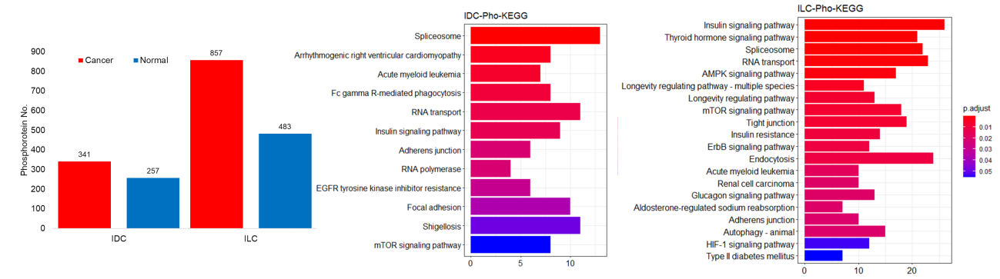 900
800
700
600
500
400
300
200
100
0
Phosphorotein No.
Cancer
Normal
341
257
857
483
IDC
ILC
IDC-Pho-KEGG
Spliceosome
Arrhythmogenic right ventricular cardiomyopathy
Acute myeloid leukemia
Fc gamma R-mediated phagocytosis
RNA transport
Insulin signaling pathway
Adherens junction
RNA polymerase
EGFR tyrosine kinase inhibitor resistance
Focal adhesion
Shigellosis
mTOR signaling pathway
0 5 10
ILC-Pho-KEGG
Insulin signaling pathway
Thyroid hormone signaling pathway
Spliceosome
RNA transport
AMPK signaling pathway
Longevity regulating pathway - multiple species
Longevity regulating pathway
mTOR signaling pathway
Tight junction
Insulin resistance
ErbB signaling pathway
Endocytosis
Acute myeloid leukemia
Renal cell carcinoma
Glucagon signaling pathway
Aldosterone-regulated sodium reabsorption
Adherens junction
Autophagy - animal
HIF-1 signaling pathway
Type II diabetes mellitus
0 10 20
p.adjust
0.01
0.02
0.03
0.04
0.05